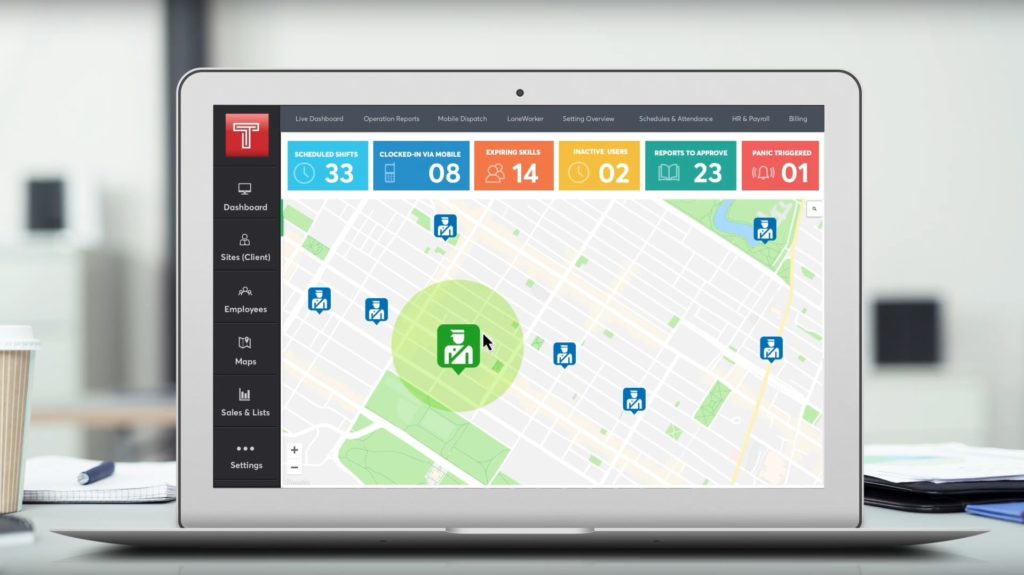 T
Live Dashboard Operation Reports Mobile Dispatch LoneWorker Setting Overview Schedules & Attendance HR & Payroll Billing
SCHEDULED SHIFTS CLOCKED-IN VIA MOBILE EXPIRING SKILLS INACTIVE USERS REPORTS TO APPROVE PANIC TRIGGERED
33 08 14 02 23 01
Dashboard
Sites (Client)
Employees
Maps
Sales & Lists
Settings
+
−